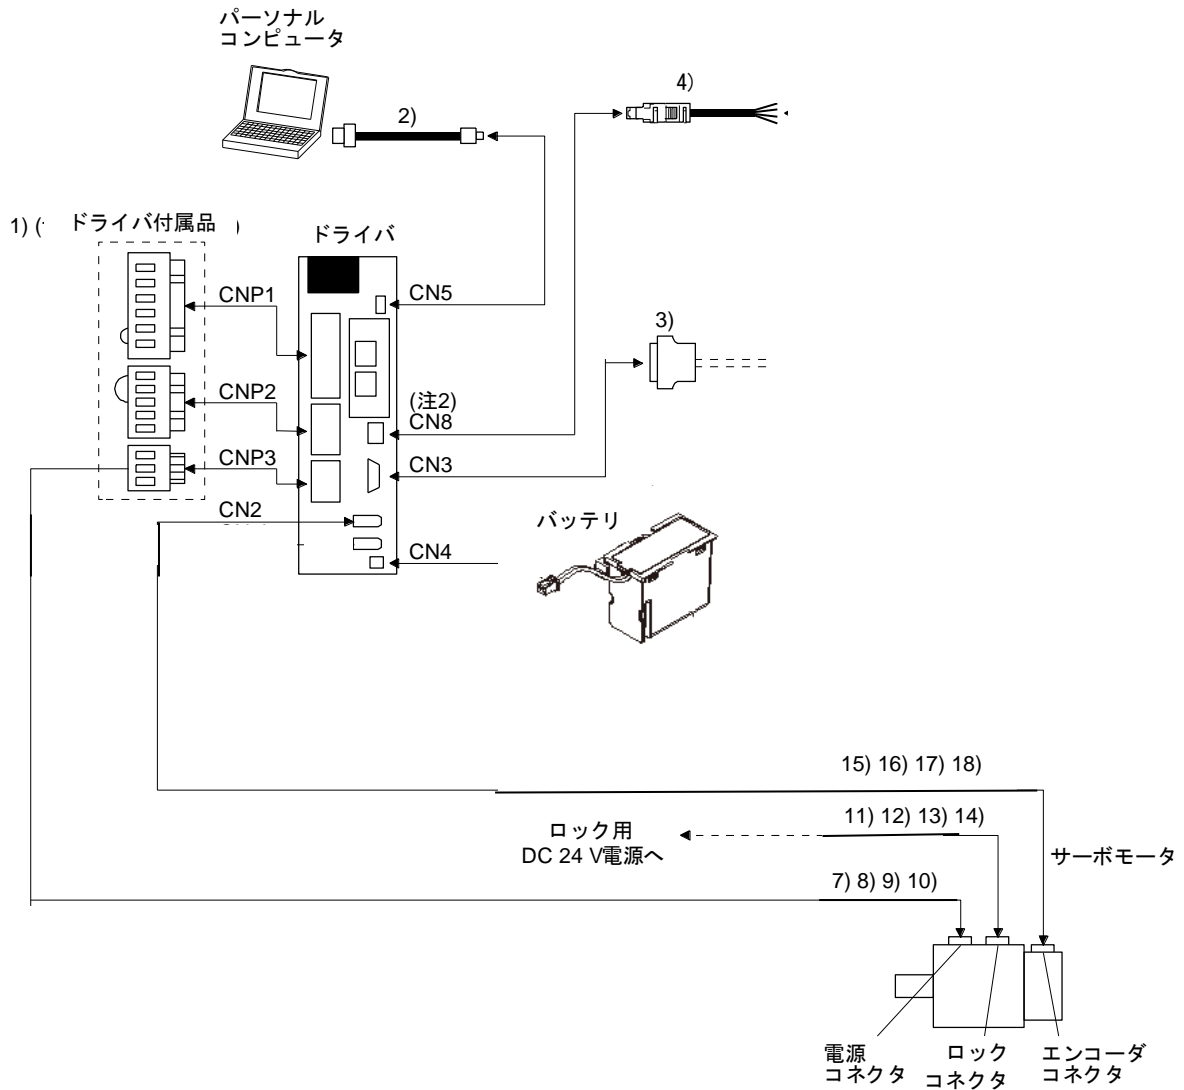 パーソナル
コンピュータ
4)
2)
1) (
ドライバ付属品
)
ドライバ
CNP1
CN5
3)
CNP2
(注2)
CN8
CNP3
CN3
CN2
バッテリ
CN4
15) 16) 17) 18)
11) 12) 13) 14)
ロック用
DC 24 V電源へ
サーボモータ
7) 8) 9) 10)
電源
コネクタ
ロック
コネクタ
エンコーダ
コネクタ